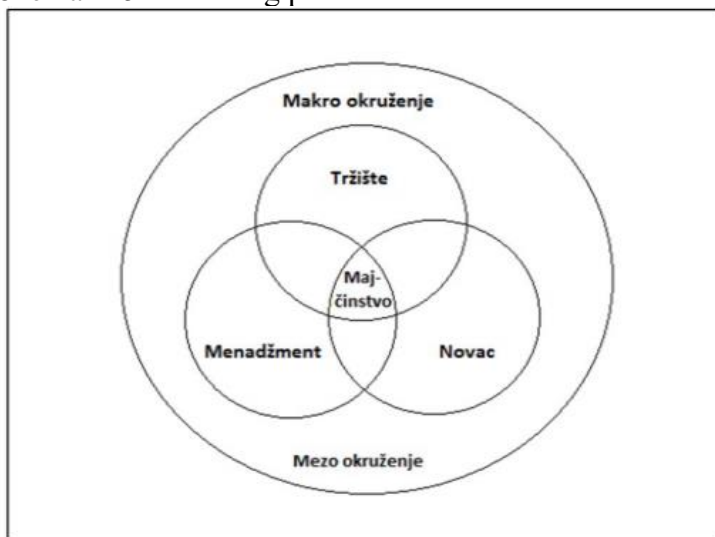 Makro okruženje
Tržište
Maj-
činstvo
Menadžment
Novac
Mezo okruženje